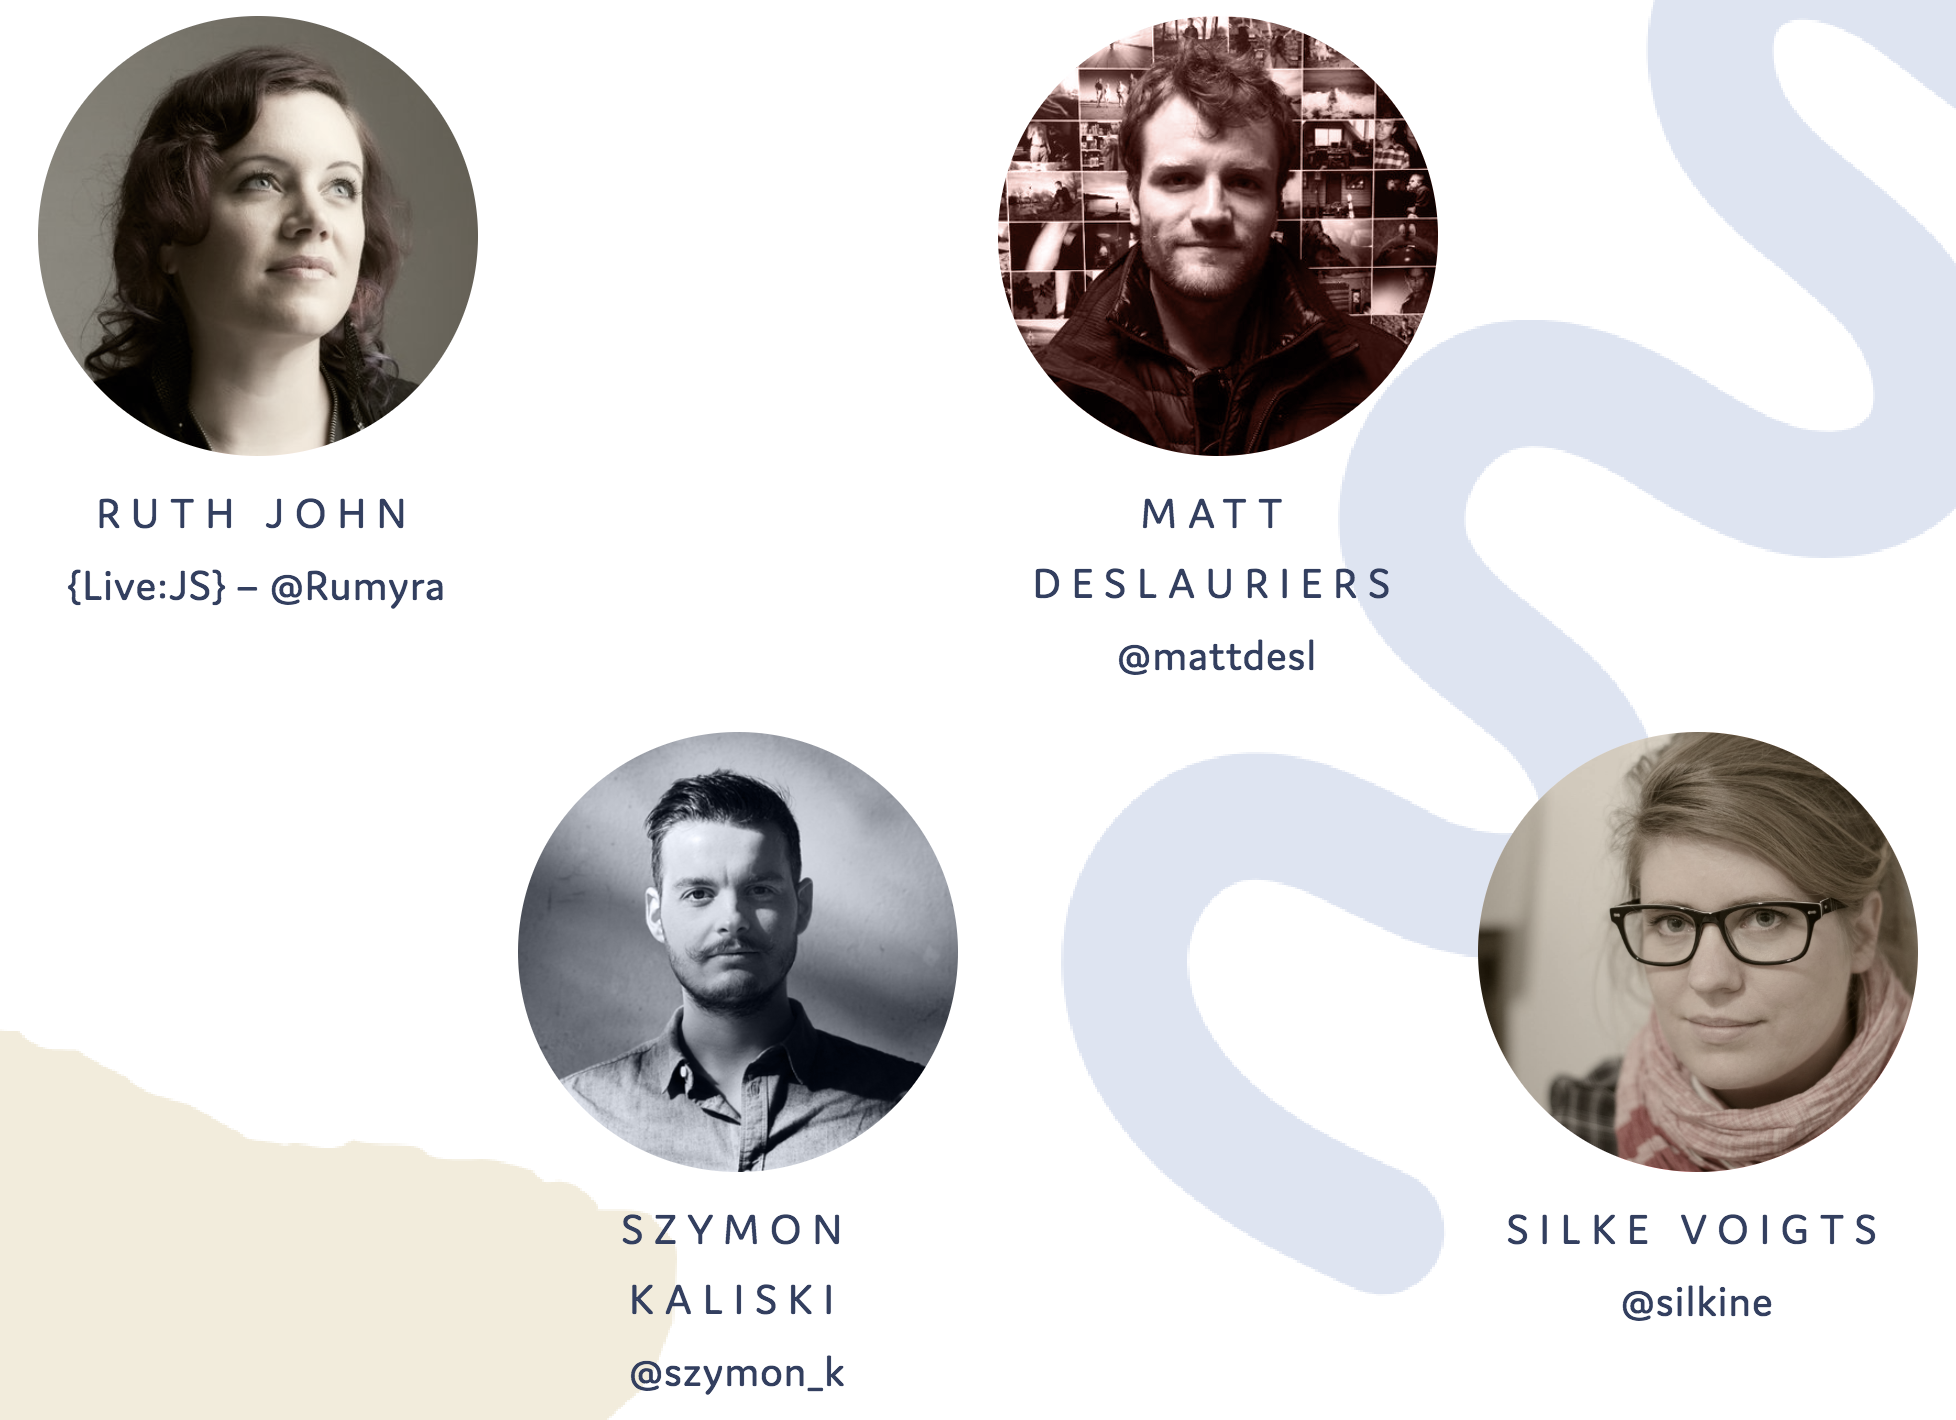 RUTH JOHN
{Live:JS} – @Rumyra
MATT
DESLAURIERS
@mattdesl
SZYMON
KALISKI
@szymon_k
SILKE VOIGTS
@silkine